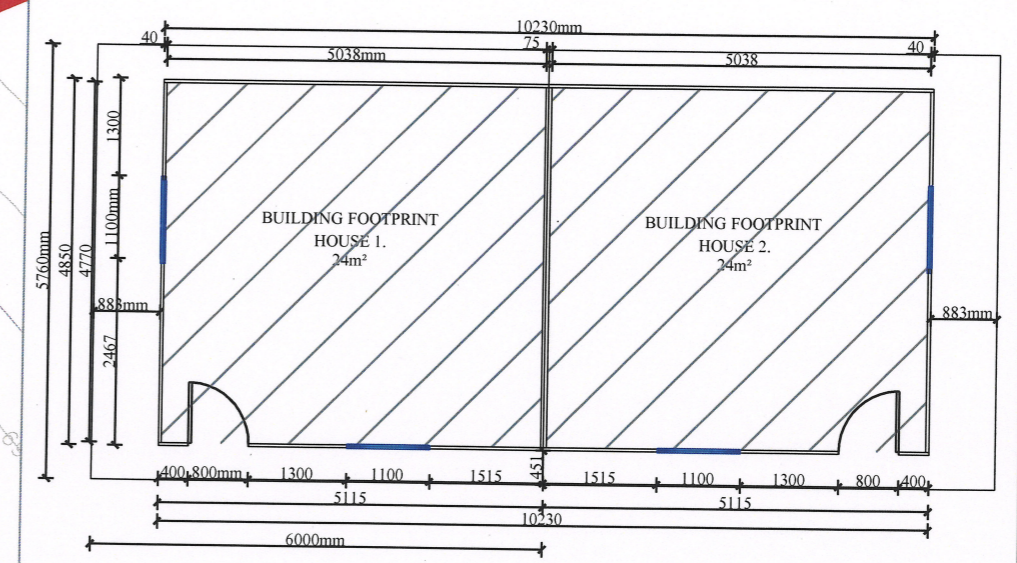 10230mm
40
75
40
5038mm
5038
1300
1100mm
5760mm
4850
4770
883mm
2467
BUILDING FOOTPRINT
HOUSE 1.
24m²
BUILDING FOOTPRINT
HOUSE 2.
24m²
883mm
451
400
800mm
1300
1100
1515
1515
1100
1300
800
400
5115
5115
10230
6000mm